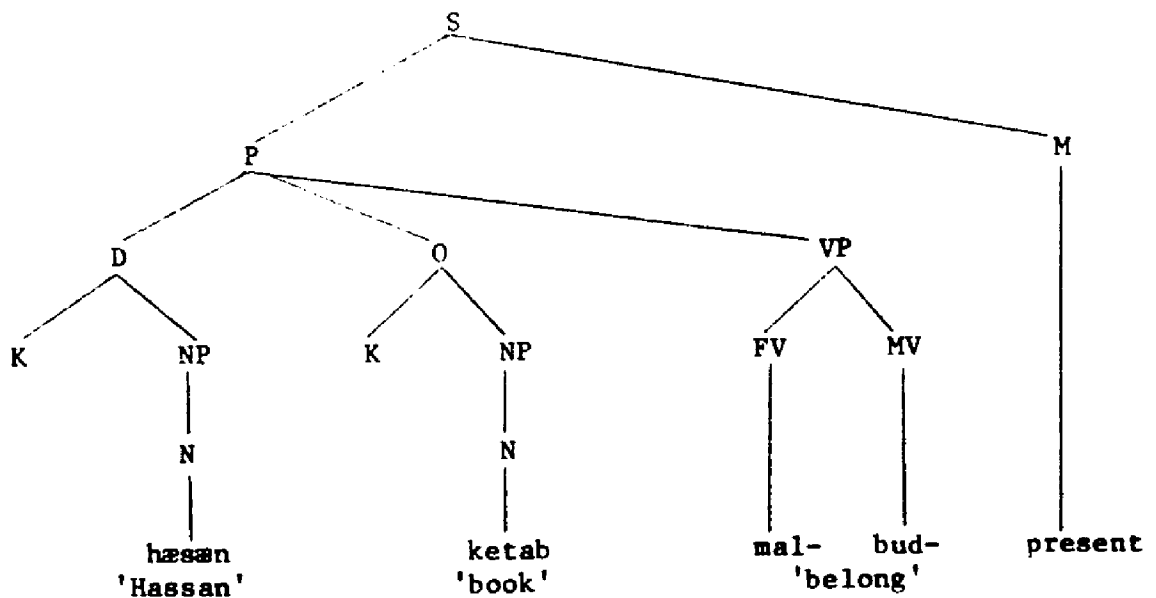 S
P M
D O VP
K NP K NP FV MV
N N
hæsæn ketab mal- bud- present
'Hassan' 'book' 'belong'